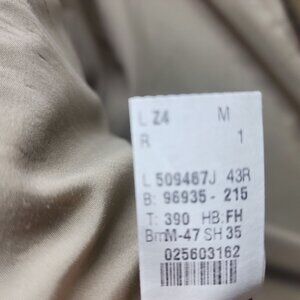 L Z4 M
R 1
L 509467J 43R
B: 96935 - 215
T: 390 HB: FH
BmM-47 SH 35
025603162